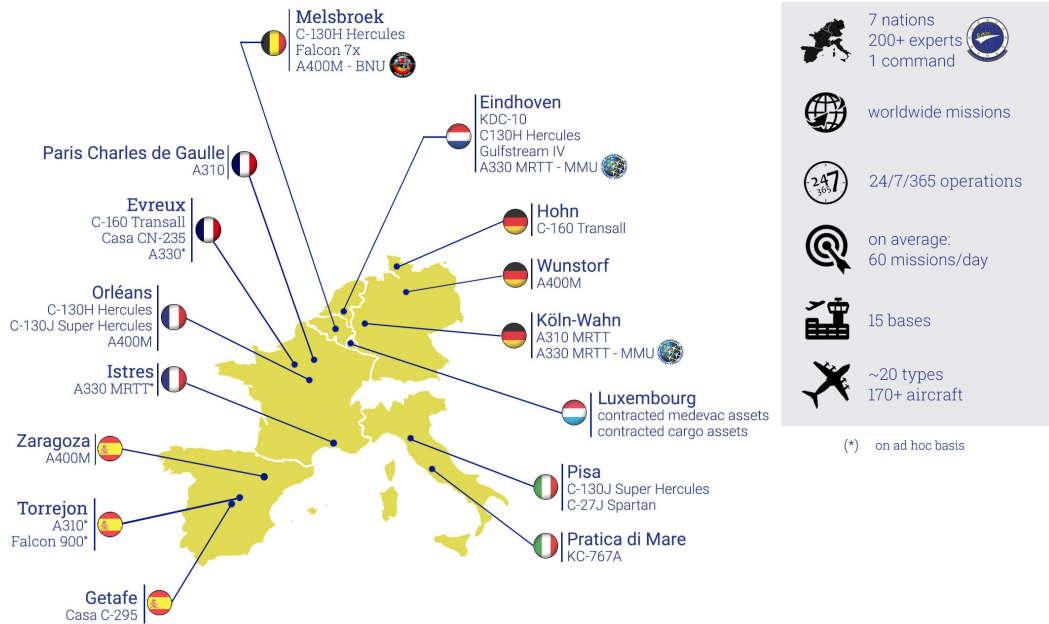 Melsbroek
C-130H Hercules
Falcon 7x
A400M - BNU
Eindhoven
KDC-10
C130H Hercules
Gulfstream IV
A330 MRTT - MMU
Paris Charles de Gaulle
A310
Evreux
C-160 Transall
Casa CN-235
A330*
Hohn
C-160 Transall
Wunstorf
A400M
Orléans
C-130H Hercules
C-130J Super Hercules
A400M
Köln-Wahn
A310 MRTT
A330 MRTT - MMU
Istres
A330 MRTT*
Luxembourg
contracted medevac assets
contracted cargo assets
Zaragoza
A400M
Pisa
C-130J Super Hercules
C-27J Spartan
Torrejon
A310*
Falcon 900*
Pratica di Mare
KC-767A
Getafe
Casa C-295
7 nations
200+ experts
1 command
EATC
worldwide missions
24/7
365
24/7/365 operations
on average:
60 missions/day
15 bases
~20 types
170+ aircraft
(*) on ad hoc basis